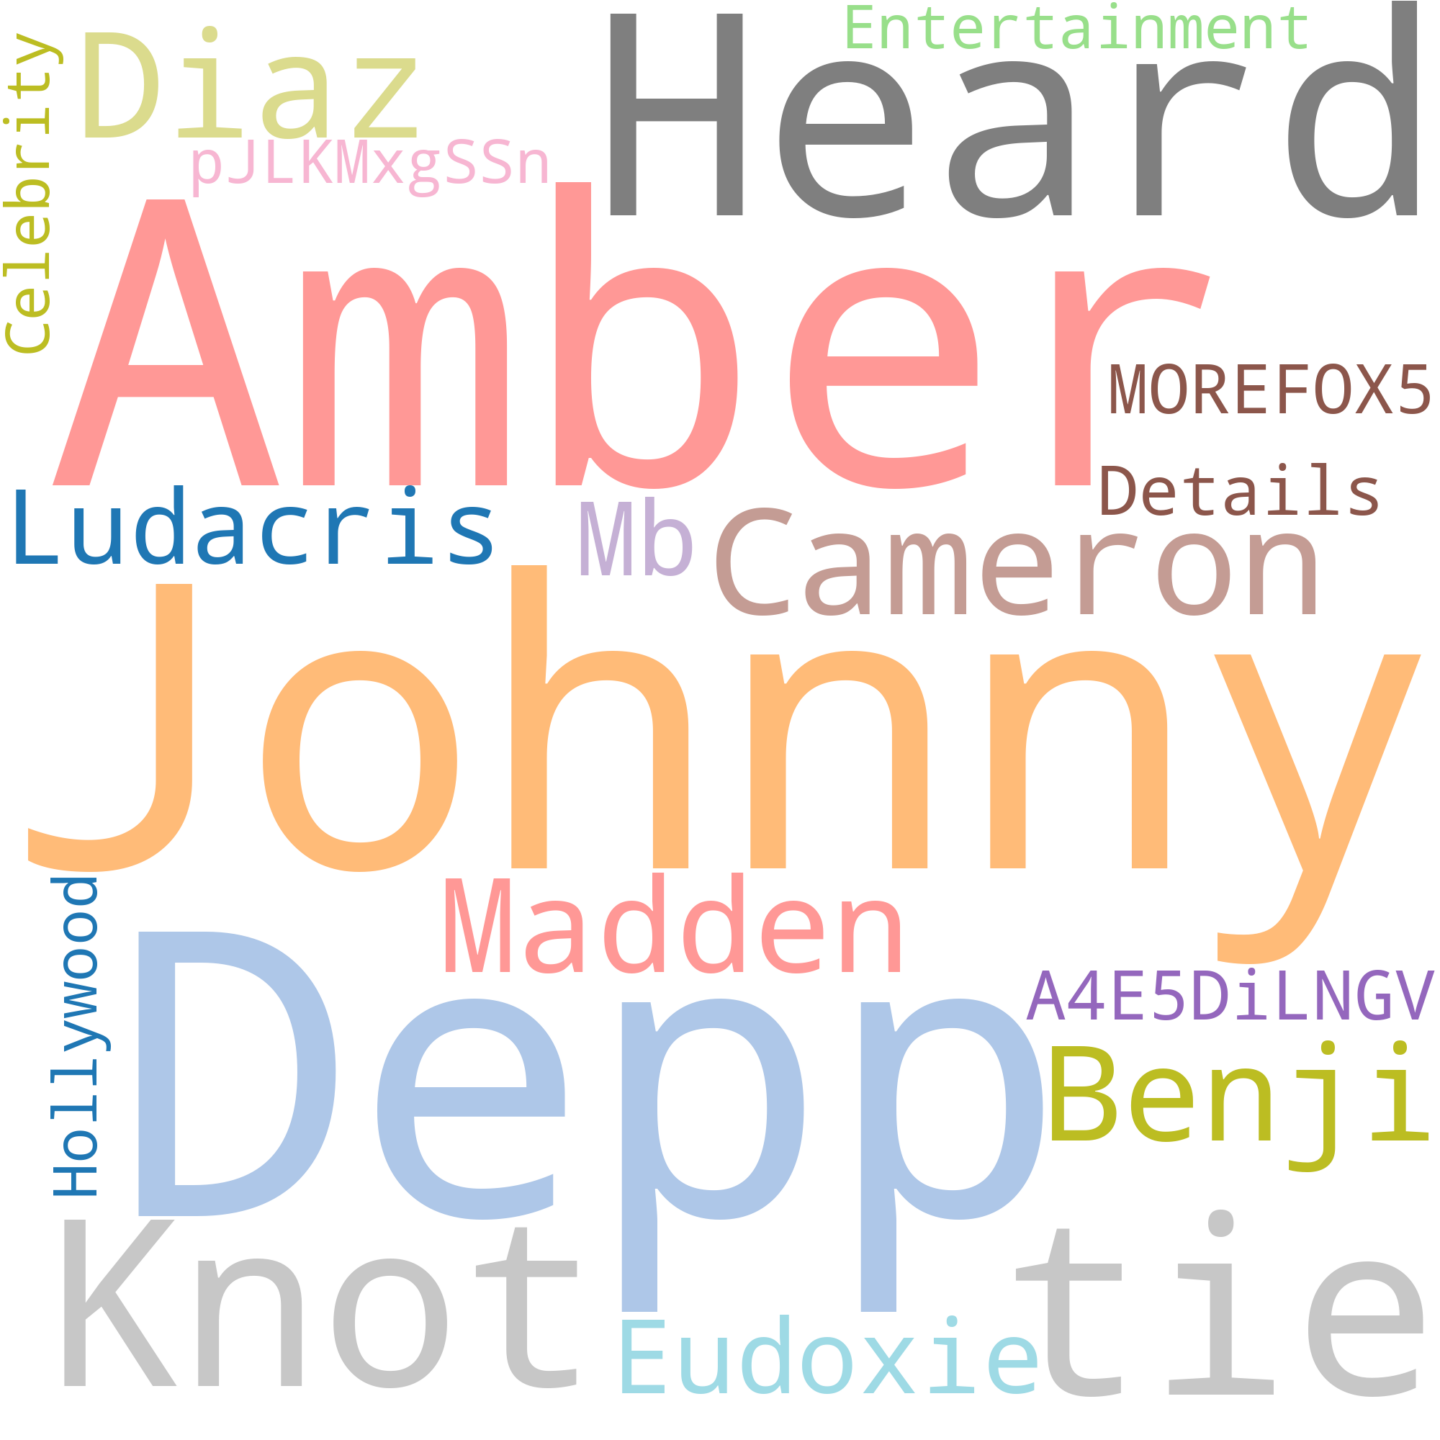 Entertainment
Celebrity
Diaz
Heard
pJLKMxgSSn
Amber
MOREFOX5
Details
Ludacris
Mb
Cameron
Johnny
Madden
Hollywood
Depp
A4E5DiLNGV
Benji
Knot
tie
Eudoxie